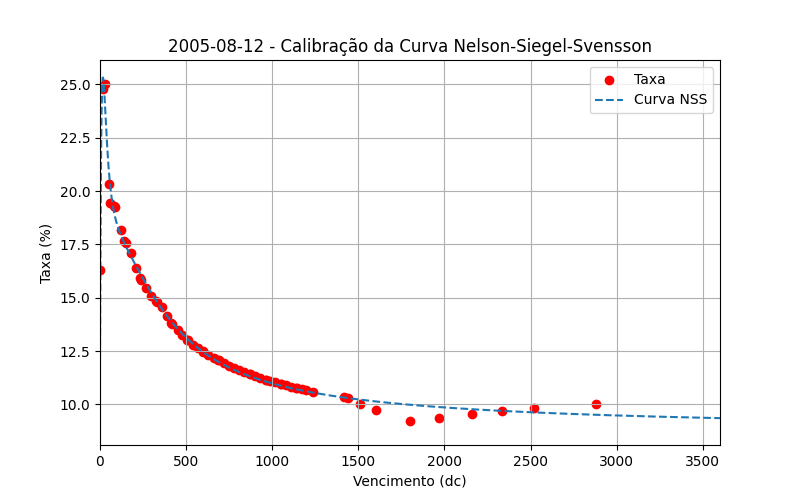 2005-08-12 - Calibração da Curva Nelson-Siegel-Svensson
Taxa
Curva NSS
Taxa (%)
25.0
22.5
20.0
17.5
15.0
12.5
10.0
0 500 1000 1500 2000 2500 3000 3500
Vencimento (dc)